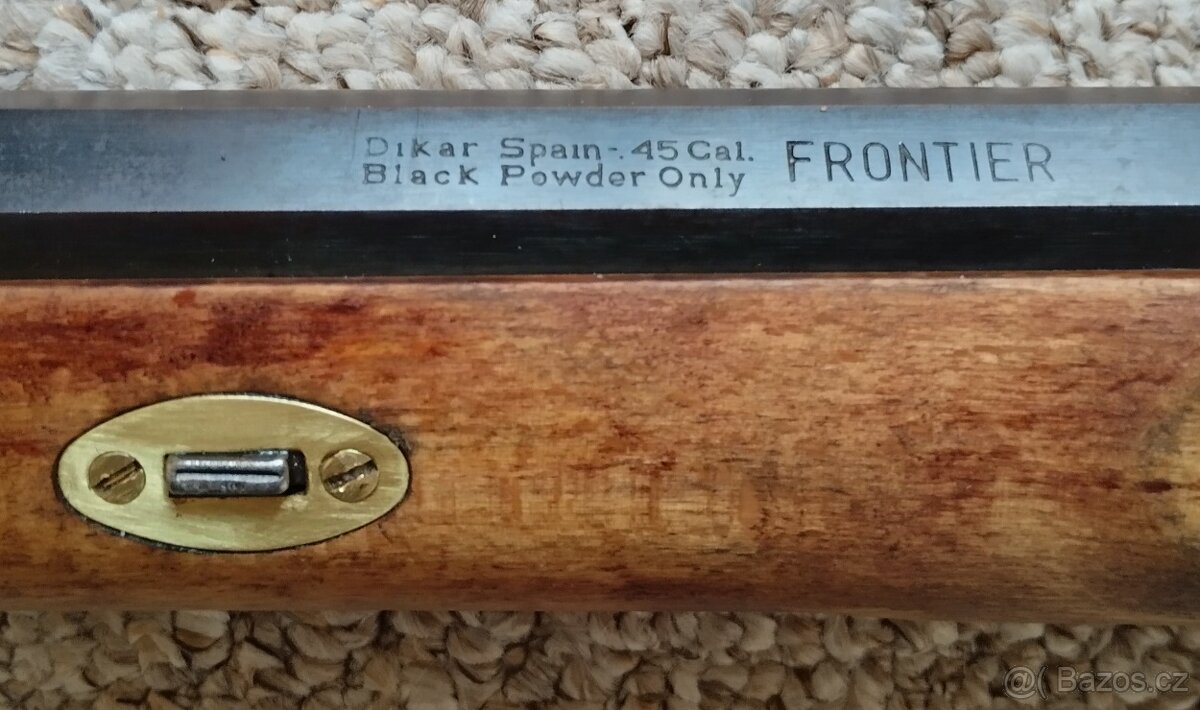 Dikar Spain-.45 Cal.
Black Powder Only
FRONTIER
@( Bazos.cz